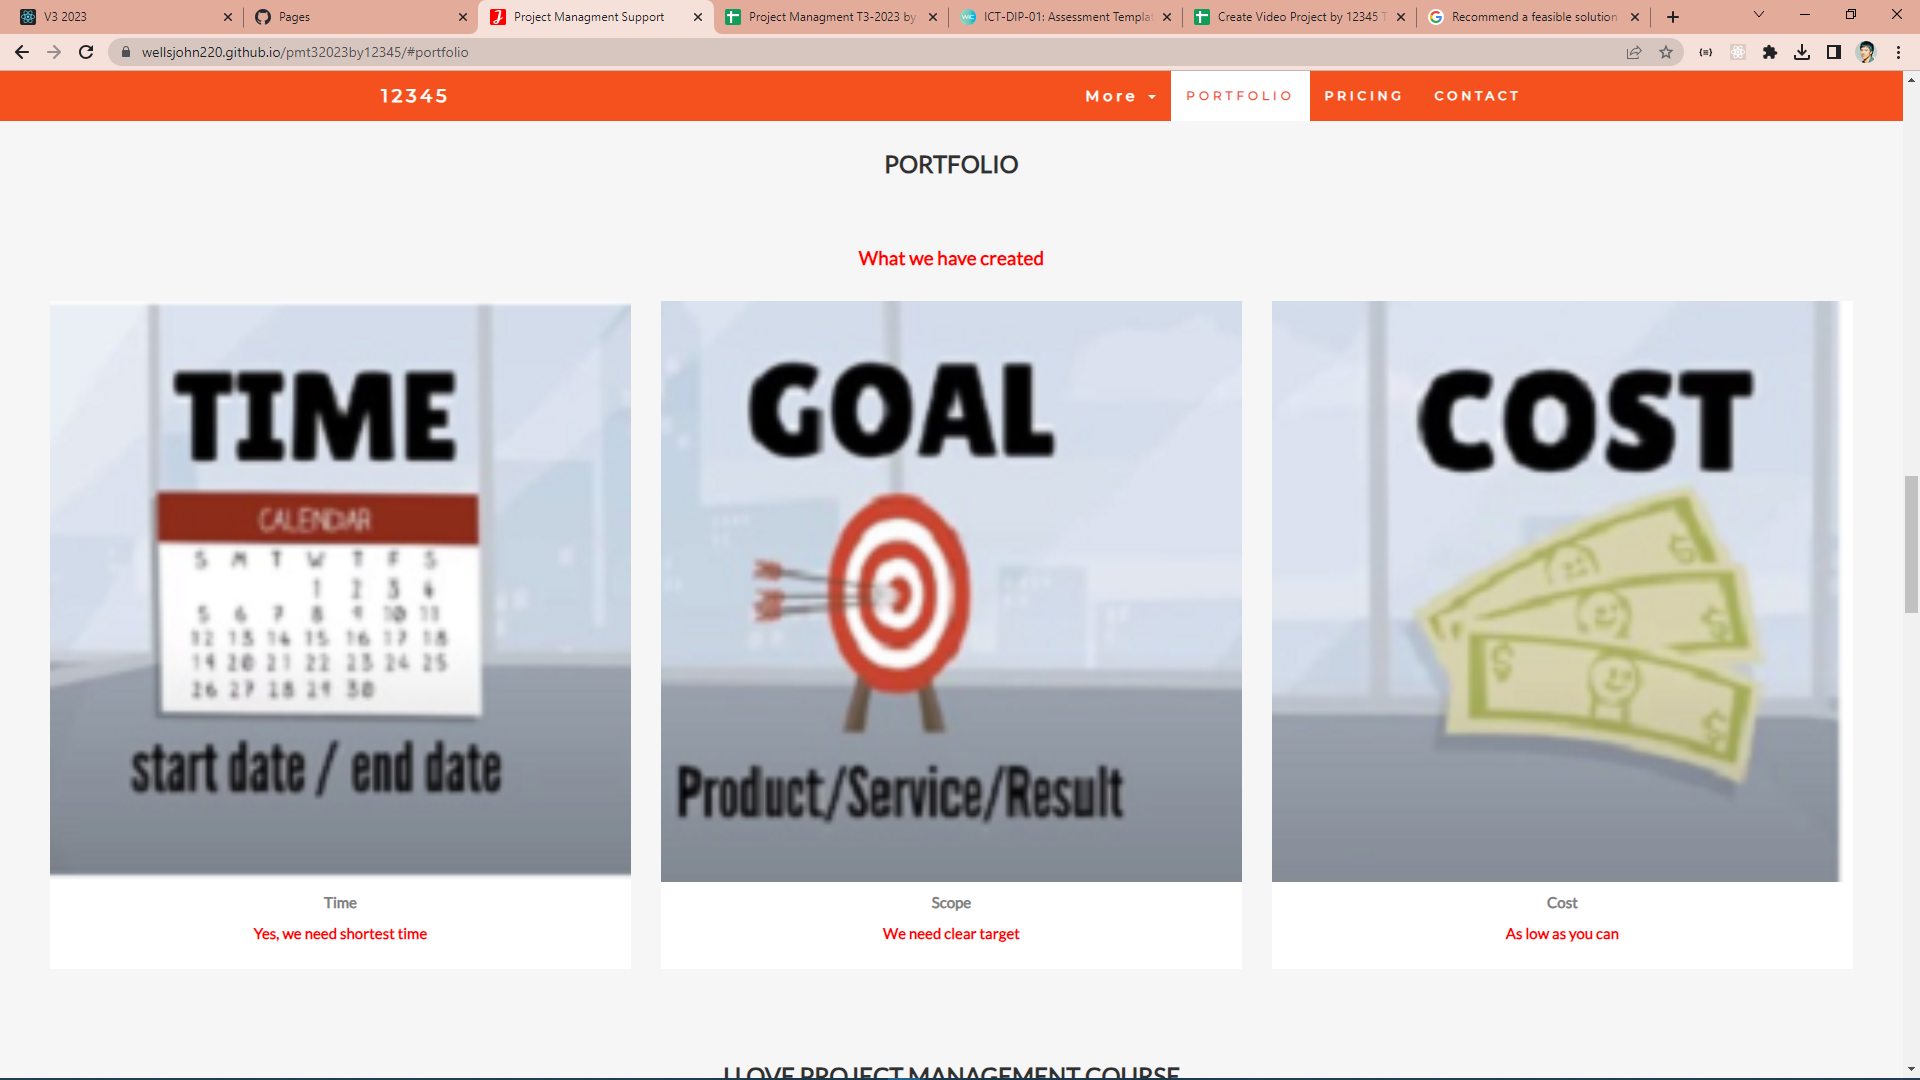 V3 2023
Pages
Project Managment Support
Project Managment T3-2023 by
ICT-DIP-01: Assessment Templat
Create Video Project by 12345 T
Recommend a feasible solution
wellsjohn220.github.io/pmt32023by12345/#portfolio
12345
More
PORTFOLIO
PRICING
CONTACT
PORTFOLIO
What we have created
TIME
CALENDAR
S M T W T F S
1 2 3 4
5 6 7 8 9 10 11
12 13 14 15 16 17 18
19 20 21 22 23 24 25
26 27 28 29 30
start date / end date
Time
Yes, we need shortest time
GOAL
Product/Service/Result
Scope
We need clear target
COST
$ $ $ $
Cost
As low as you can
I LOVE PROJECT MANAGEMENT COURSE